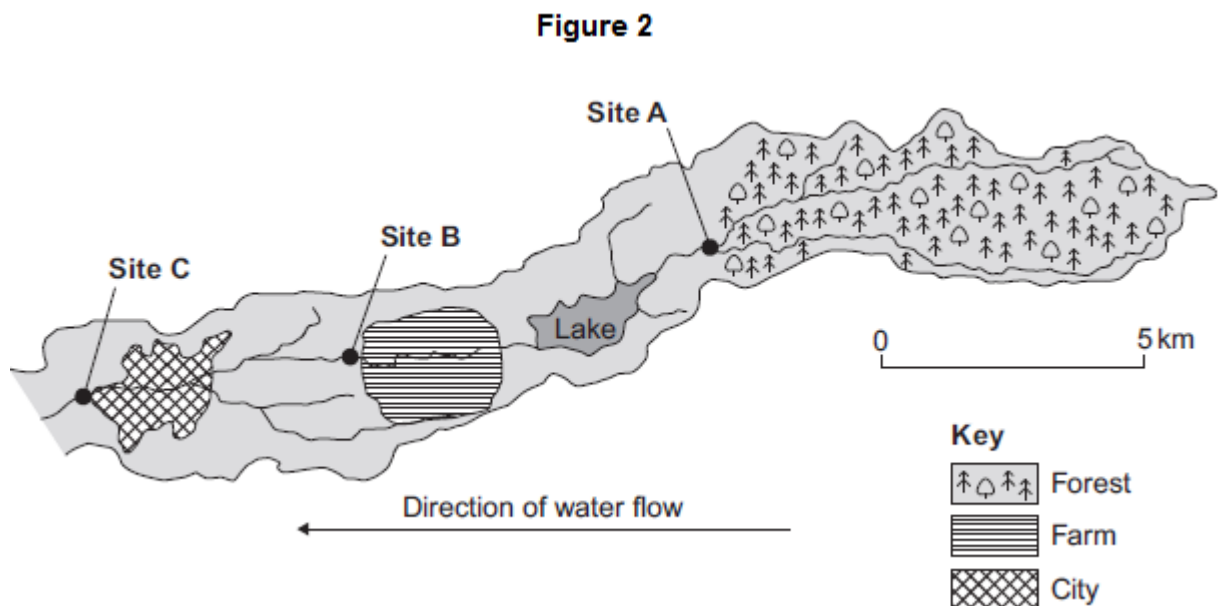 Figure 2
Site A
Site B
Site C
Lake
0 5 km
Direction of water flow
Key
Forest
Farm
City